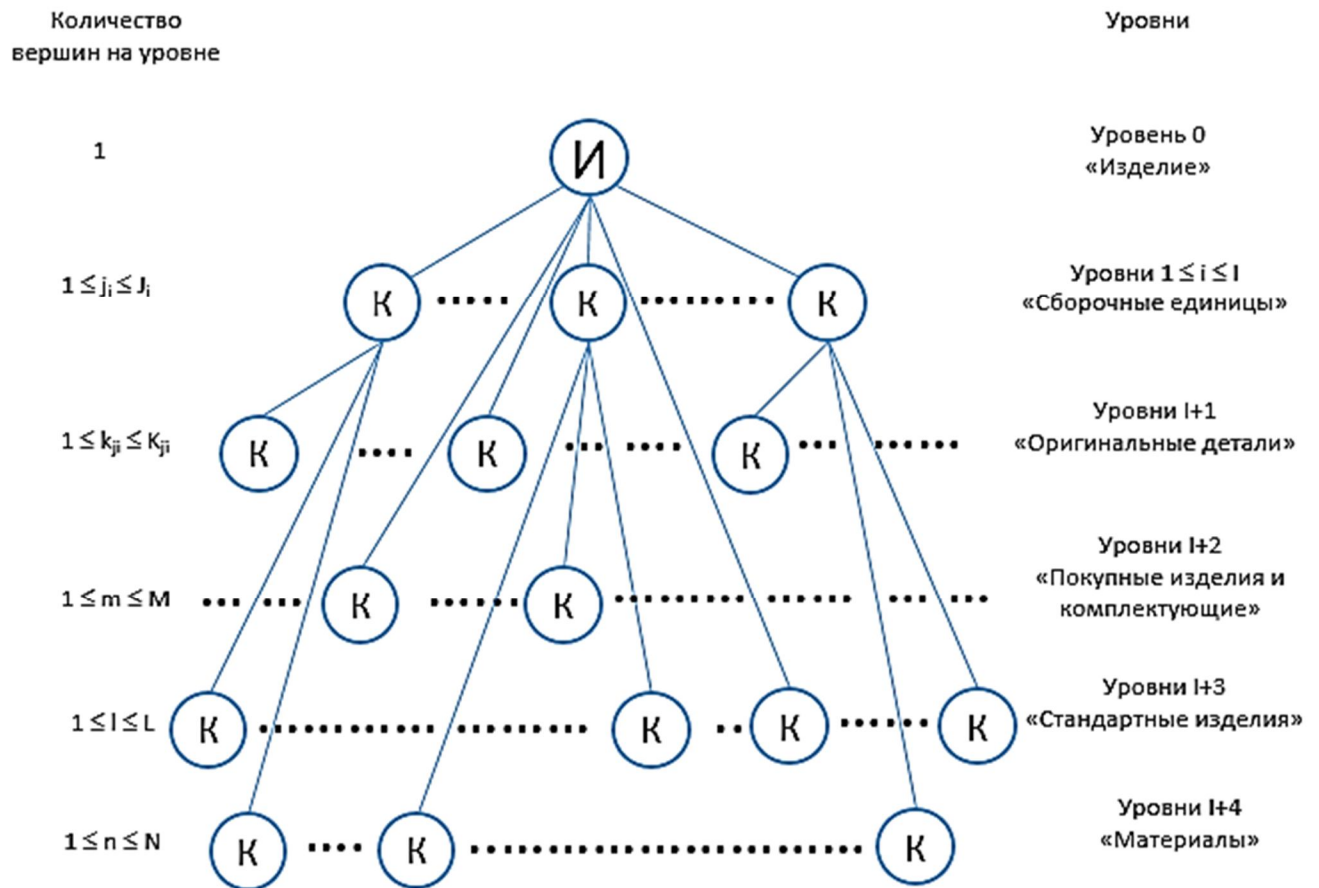 Количество
вершин на уровне
Уровни
1
И
Уровень 0
«Изделие»
1 ≤ jᵢ ≤ Jᵢ
К К К
Уровни 1 ≤ i ≤ I
«Сборочные единицы»
1 ≤ kⱼᵢ ≤ Kⱼᵢ
К К К
Уровни I+1
«Оригинальные детали»
1 ≤ m ≤ M
К К
Уровни I+2
«Покупные изделия и
комплектующие»
1 ≤ l ≤ L
К К К К
Уровни I+3
«Стандартные изделия»
1 ≤ n ≤ N
К К К
Уровни I+4
«Материалы»